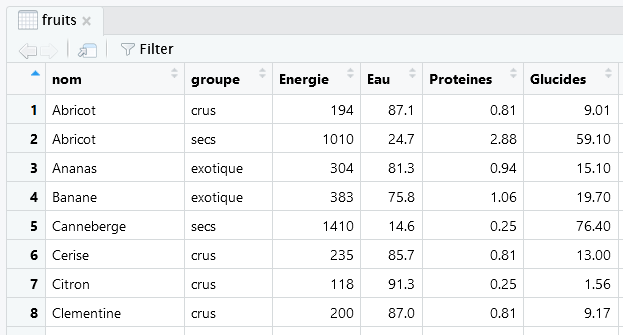 fruits
Filter
nom groupe Energie Eau Proteines Glucides
1 Abricot crus 194 87.1 0.81 9.01
2 Abricot secs 1010 24.7 2.88 59.10
3 Ananas exotique 304 81.3 0.94 15.10
4 Banane exotique 383 75.8 1.06 19.70
5 Canneberge secs 1410 14.6 0.25 76.40
6 Cerise crus 235 85.7 0.81 13.00
7 Citron crus 118 91.3 0.25 1.56
8 Clementine crus 200 87.0 0.81 9.17